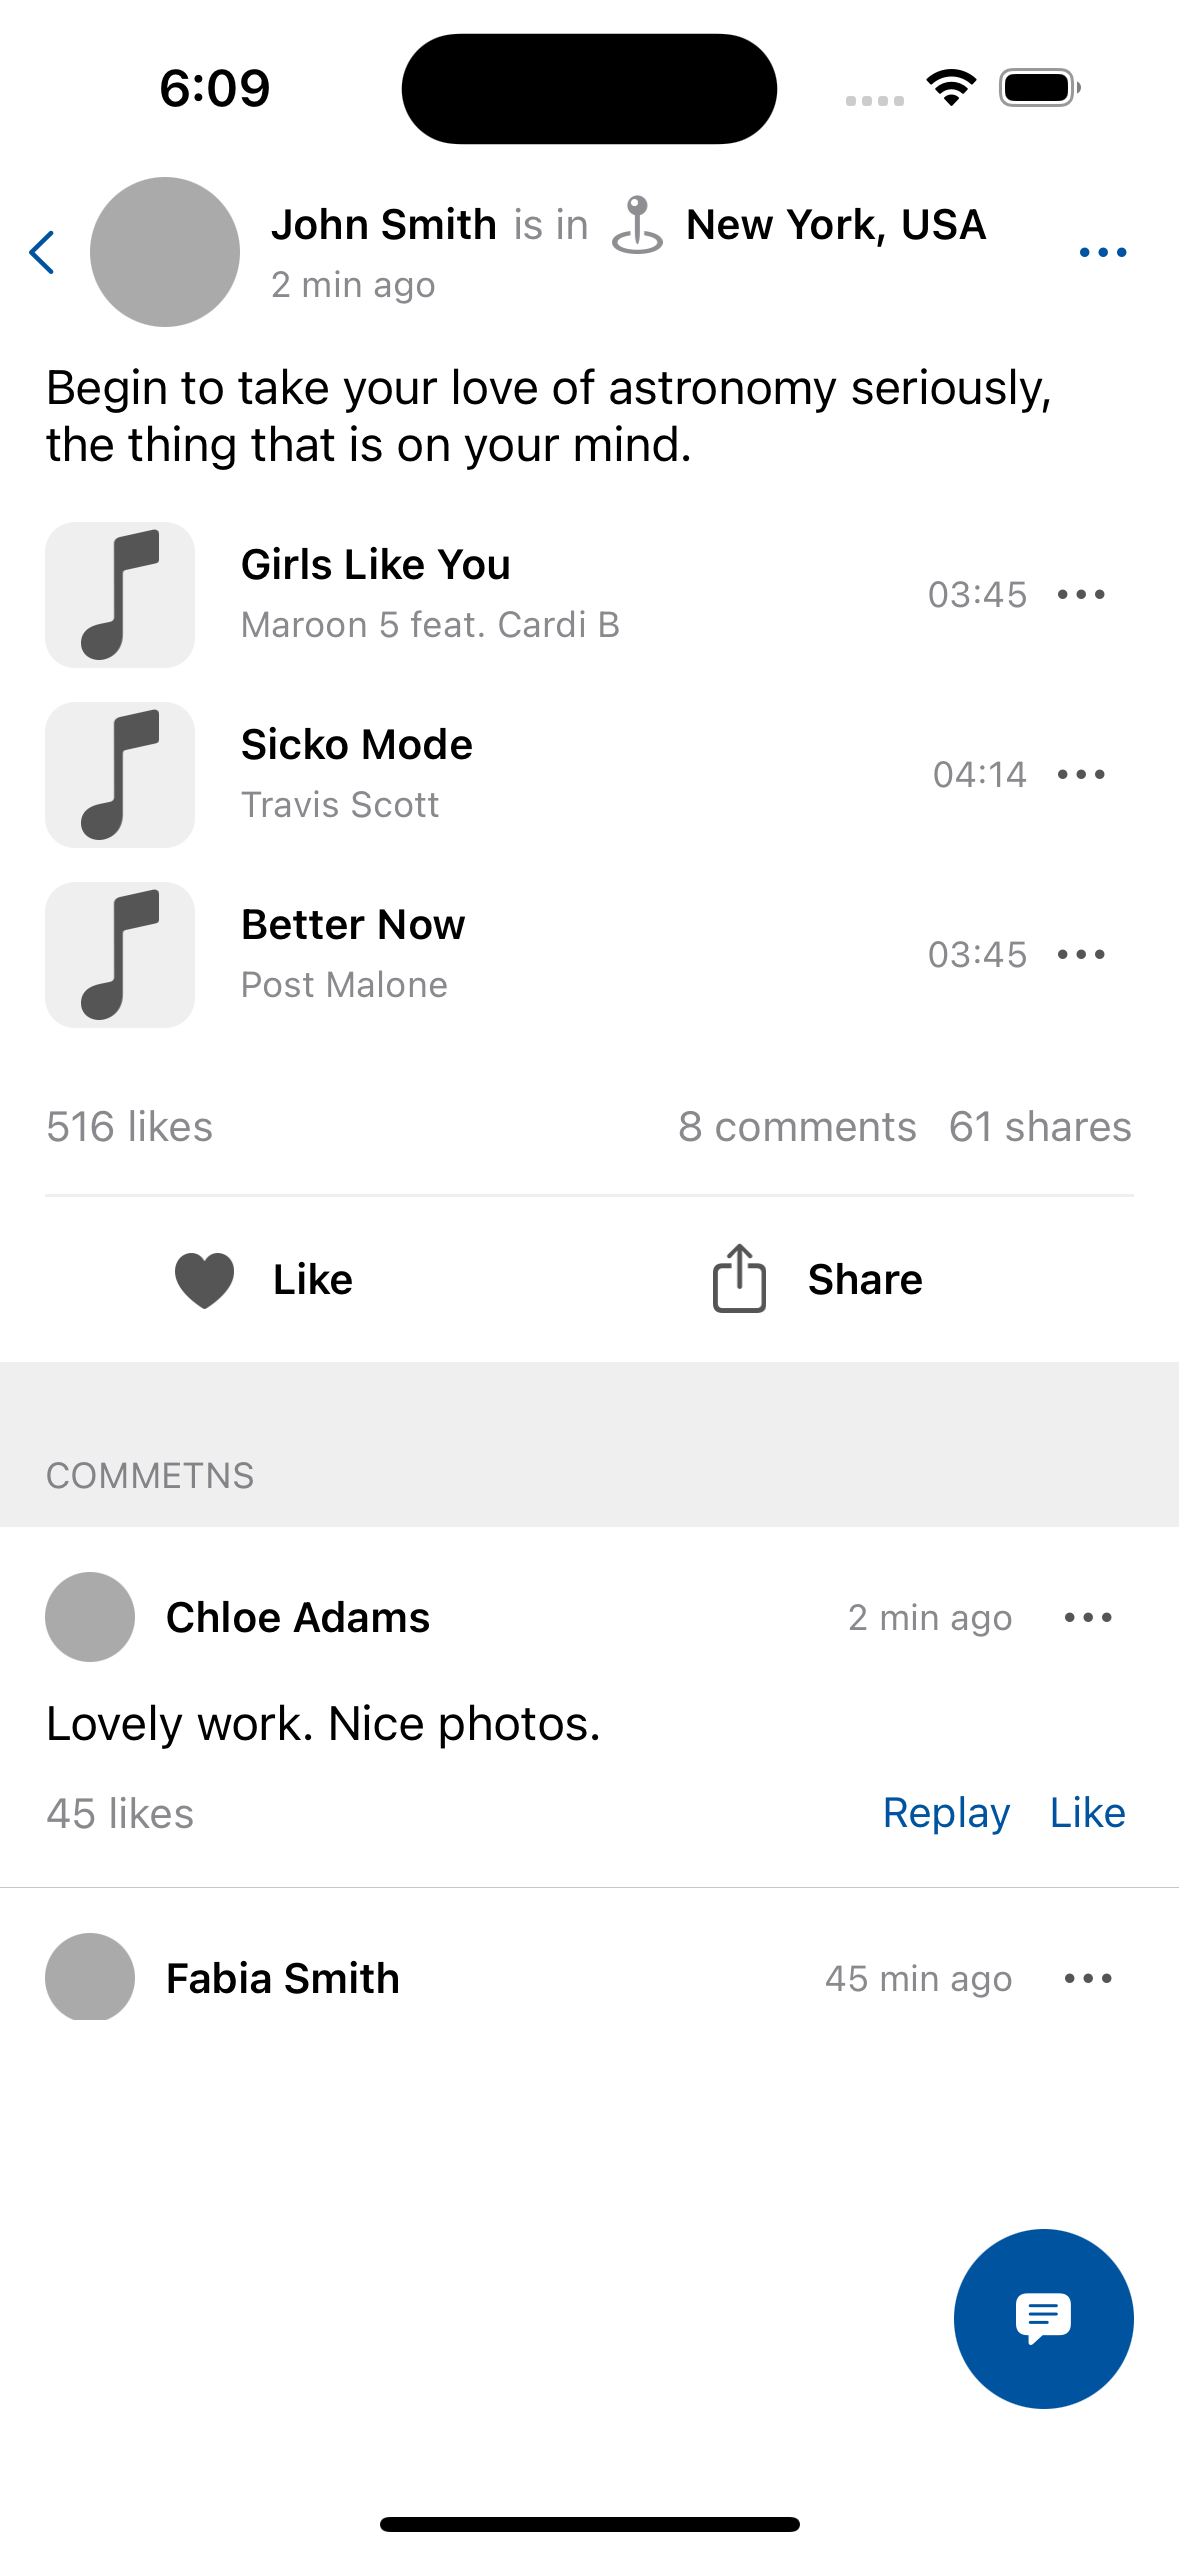 6:09
John Smith is in New York, USA
2 min ago
Begin to take your love of astronomy seriously,
the thing that is on your mind.
Girls Like You
Maroon 5 feat. Cardi B
03:45
Sicko Mode
Travis Scott
04:14
Better Now
Post Malone
03:45
516 likes
8 comments 61 shares
Like
Share
COMMETNS
Chloe Adams
2 min ago
Lovely work. Nice photos.
45 likes
Replay Like
Fabia Smith
45 min ago